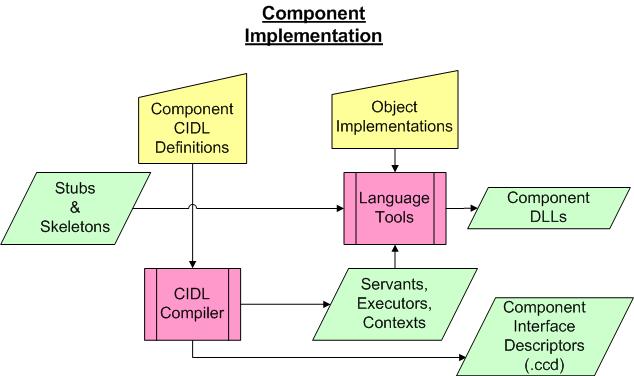 Component
Implementation
Component
CIDL
Definitions
Object
Implementations
Stubs
&
Skeletons
Language
Tools
Component
DLLs
CIDL
Compiler
Servants,
Executors,
Contexts
Component
Interface
Descriptors
(.ccd)